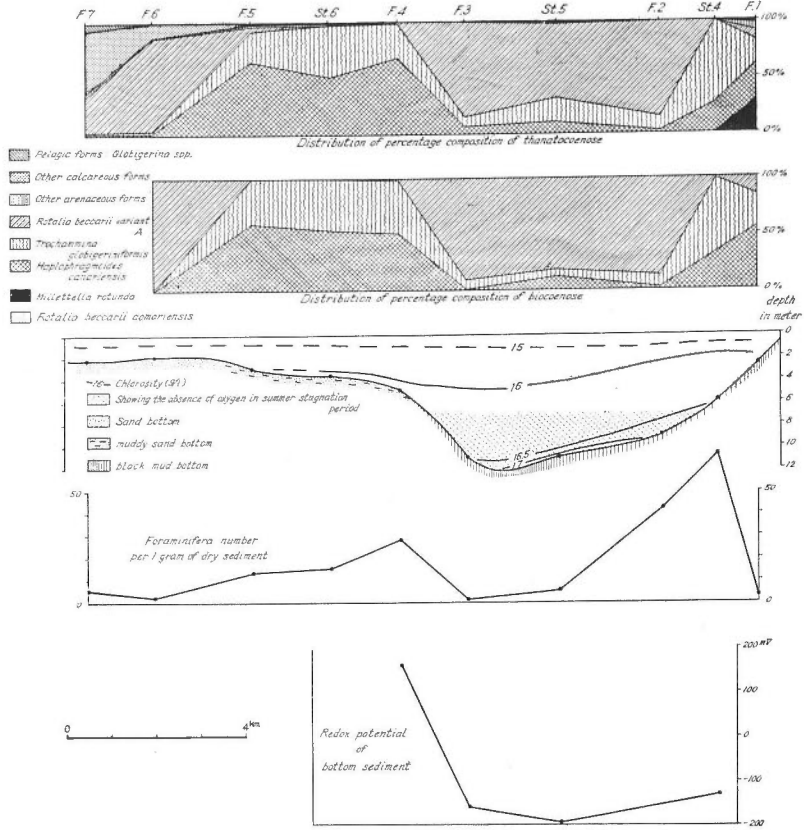 F.7 F.6 F.5 St.6 F.4 F.3 St.5 F.2 St.4 F.1
100%
50%
0%
Distribution of percentage composition of thanatocoenose
Pelagic forms Globigerina spp.
Other calcareous forms
Other arenaceous forms
Rotalia beccarii variant
A
Trochammina
globigeriniformis
Haplophragmoides
canariensis
Millettella rotunda
Rotalia beccarii
100%
50%
0%
Distribution of percentage composition of biocoenose
depth
in meter
0
2
4
6
8
10
12
15
16
16.5
17
-16- Chlorosity
Showing the absence of oxygen in summer stagnation
period
Sand bottom
muddy sand bottom
black mud bottom
50
0
Foraminifera number
per 1 gram of dry sediment
50
0
0 4 km.
Redox potential
of
bottom sediment
200 mV
100
0
-100
-200